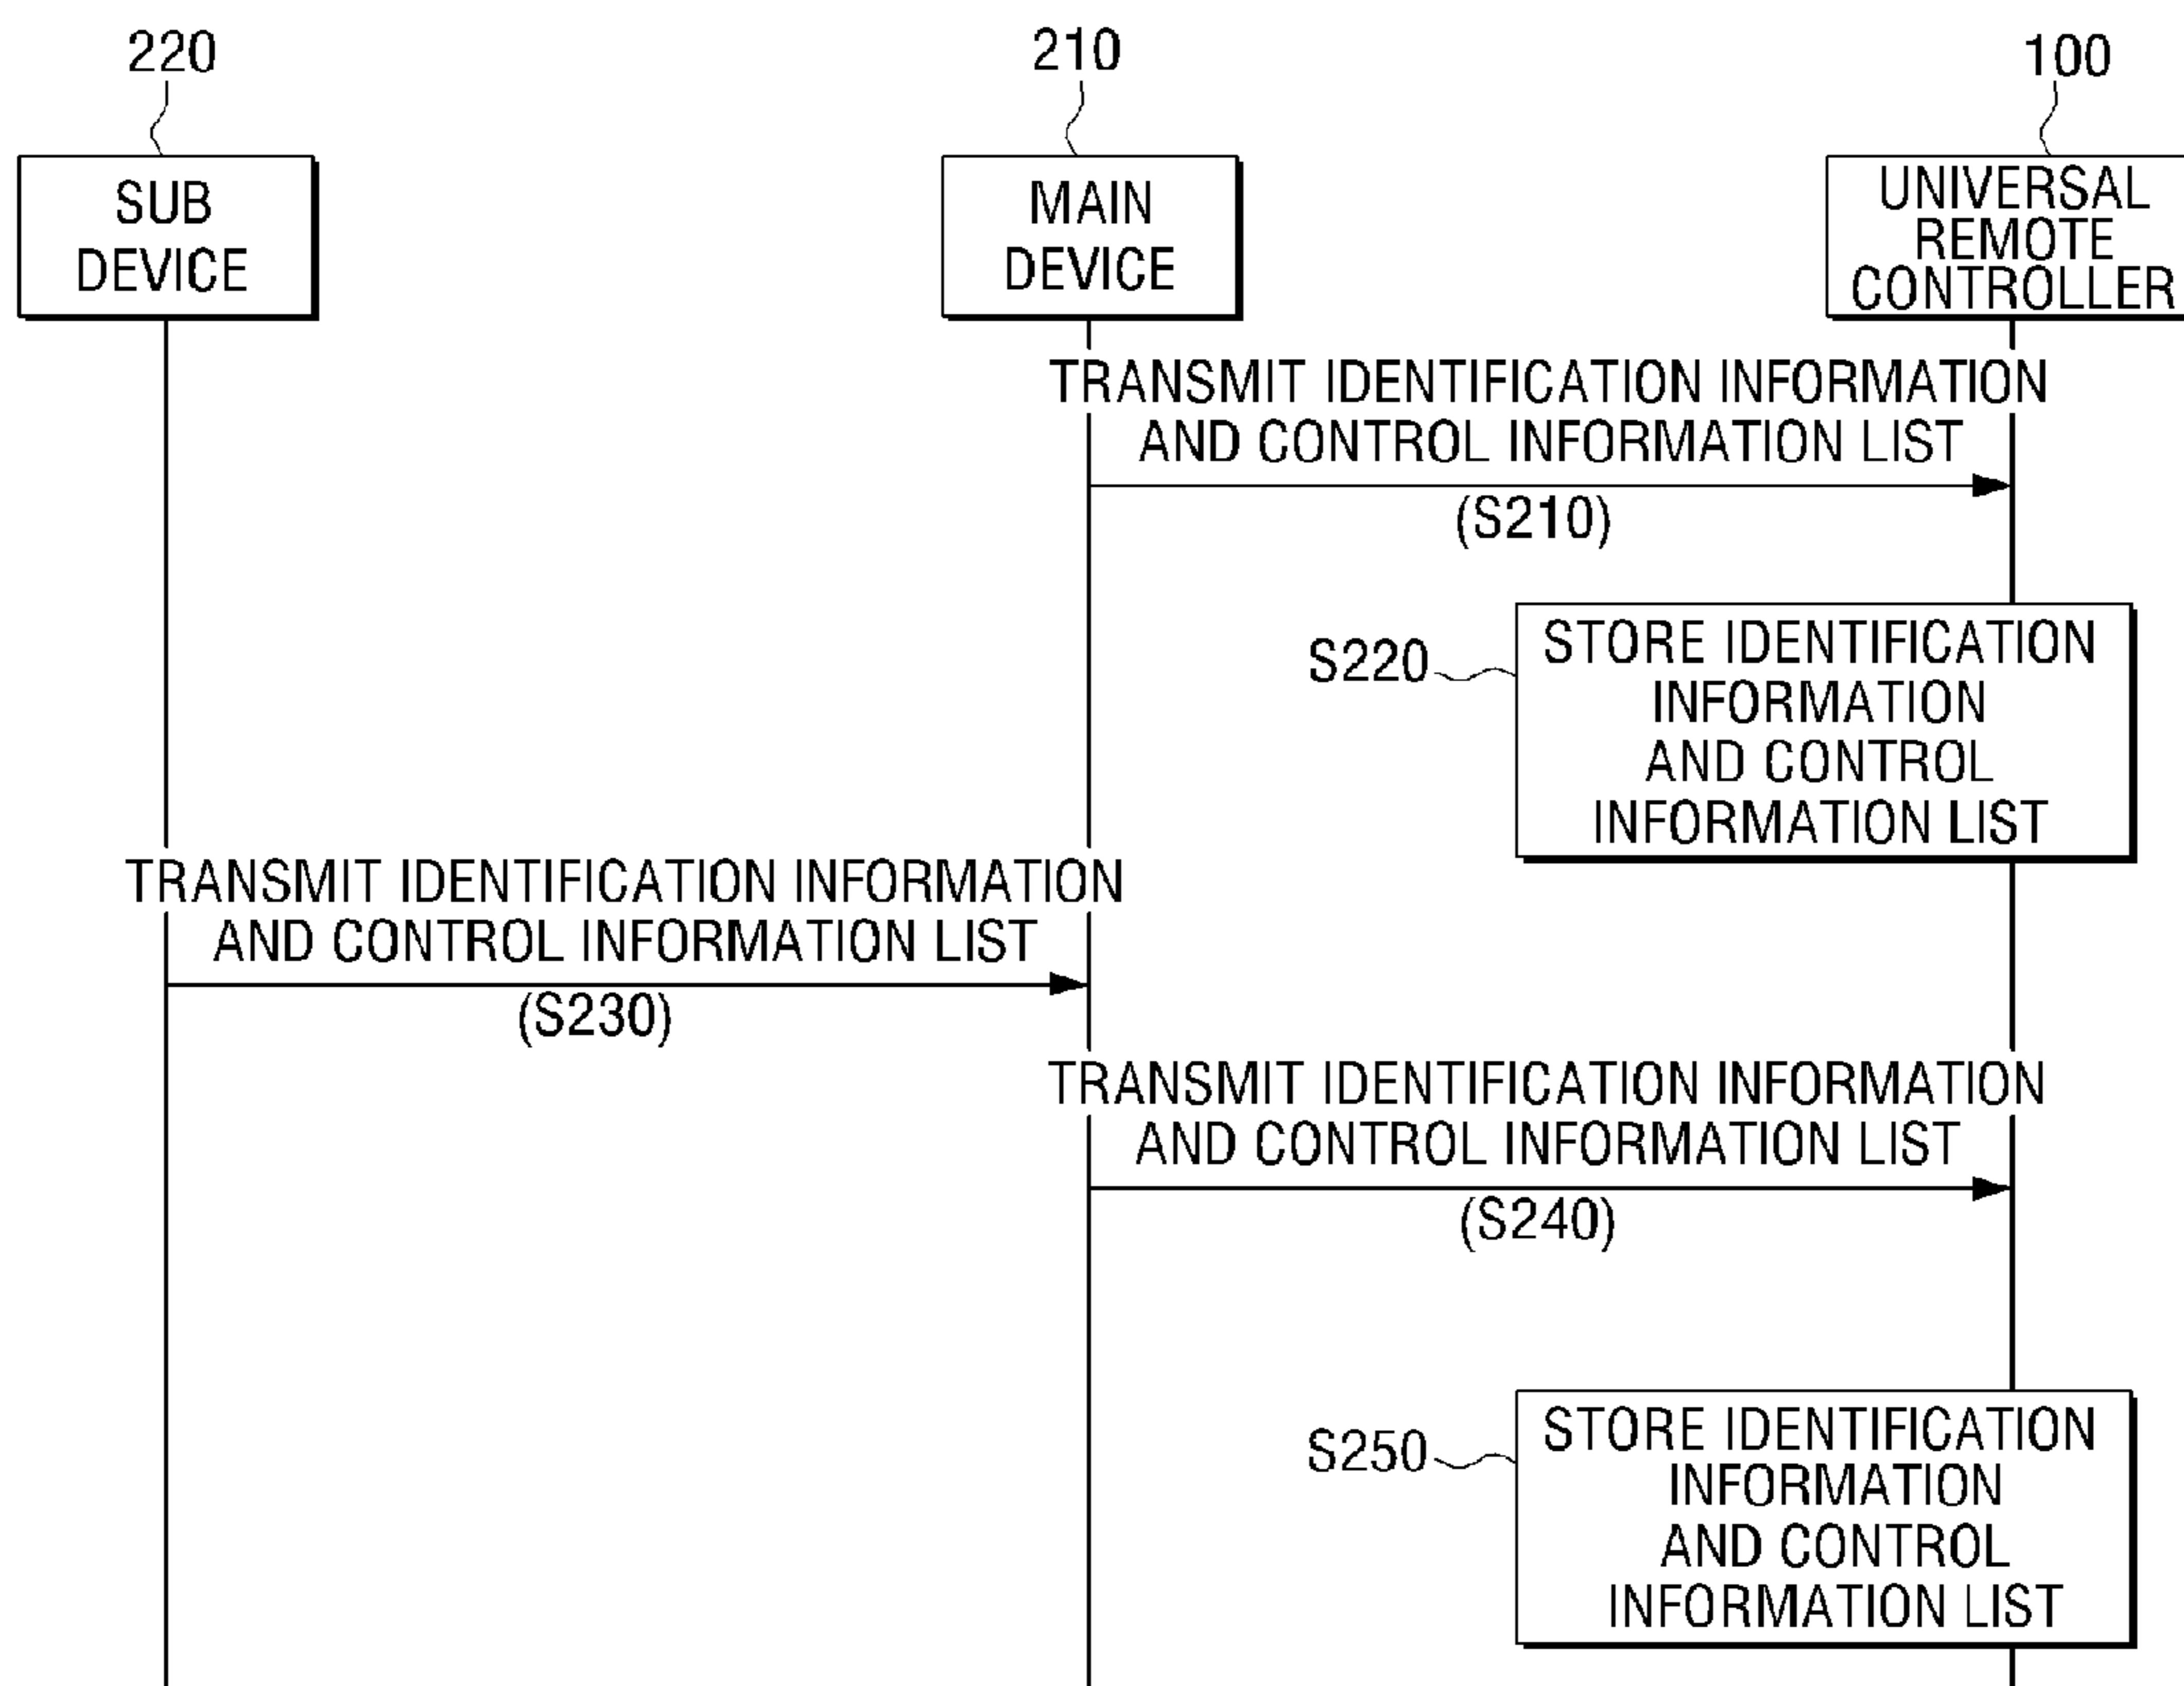 220
210
100
SUB
DEVICE
MAIN
DEVICE
UNIVERSAL
REMOTE
CONTROLLER
TRANSMIT IDENTIFICATION INFORMATION
AND CONTROL INFORMATION LIST
(S210)
S220
STORE IDENTIFICATION
INFORMATION
AND CONTROL
INFORMATION LIST
TRANSMIT IDENTIFICATION INFORMATION
AND CONTROL INFORMATION LIST
(S230)
TRANSMIT IDENTIFICATION INFORMATION
AND CONTROL INFORMATION LIST
(S240)
S250
STORE IDENTIFICATION
INFORMATION
AND CONTROL
INFORMATION LIST